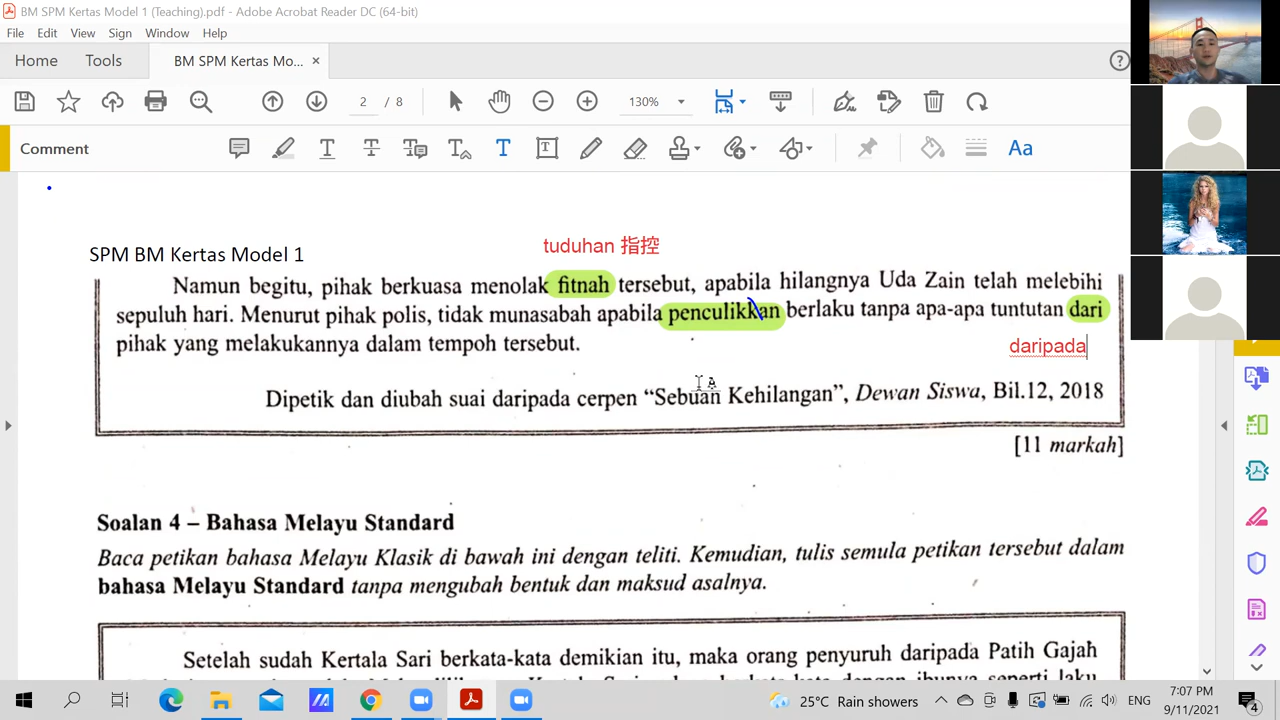 BM SPM Kertas Model 1 (Teaching).pdf - Adobe Acrobat Reader DC (64-bit)
File Edit View Sign Window Help
Home Tools BM SPM Kertas Mo... ×
2 / 8 130%
Comment Aa
SPM BM Kertas Model 1
tuduhan 指控
Namun begitu, pihak berkuasa menolak fitnah tersebut, apabila hilangnya Uda Zain telah melebihi
sepuluh hari. Menurut pihak polis, tidak munasabah apabila penculikkan berlaku tanpa apa-apa tuntutan dari
pihak yang melakukannya dalam tempoh tersebut.
daripada
Dipetik dan diubah suai daripada cerpen “Sebuah Kehilangan”, Dewan Siswa, Bil.12, 2018
[11 markah]
Soalan 4 – Bahasa Melayu Standard
Baca petikan bahasa Melayu Klasik di bawah ini dengan teliti. Kemudian, tulis semula petikan tersebut dalam
bahasa Melayu Standard tanpa mengubah bentuk dan maksud asalnya.
Setelah sudah Kertala Sari berkata-kata demikian itu, maka orang penyuruh daripada Patih Gajah
25°C Rain showers ENG 7:07 PM
9/11/2021 4